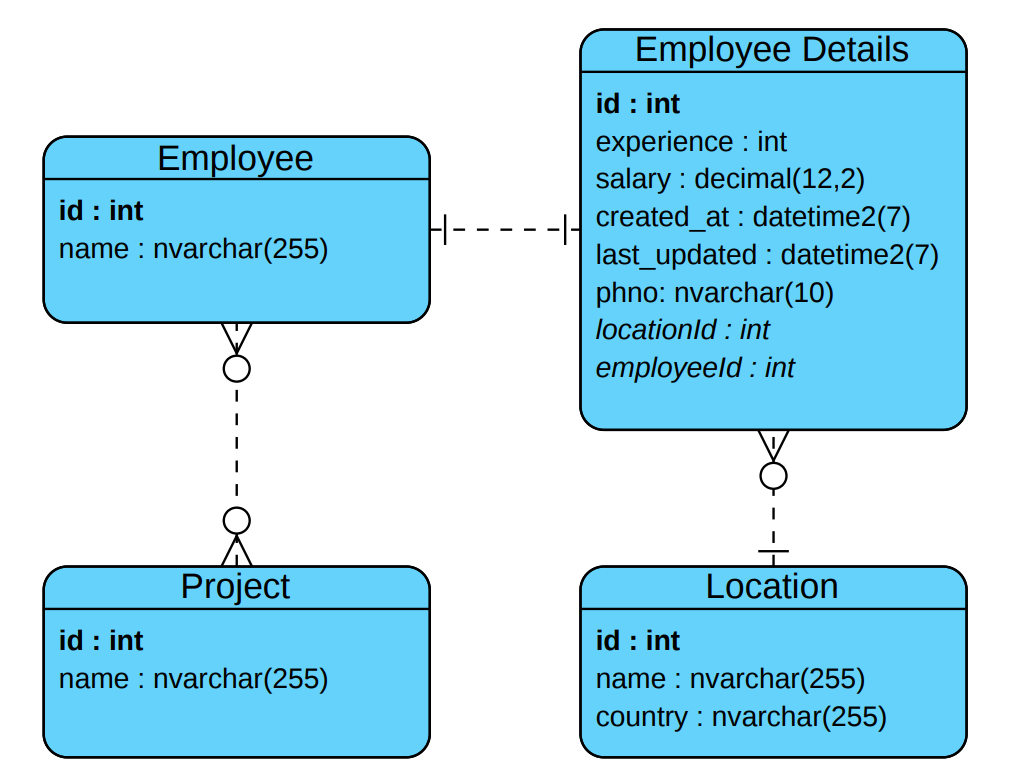 Employee
id : int
name : nvarchar(255)
Employee Details
id : int
experience : int
salary : decimal(12,2)
created_at : datetime2(7)
last_updated : datetime2(7)
phno: nvarchar(10)
locationId : int
employeeId : int
Project
id : int
name : nvarchar(255)
Location
id : int
name : nvarchar(255)
country : nvarchar(255)